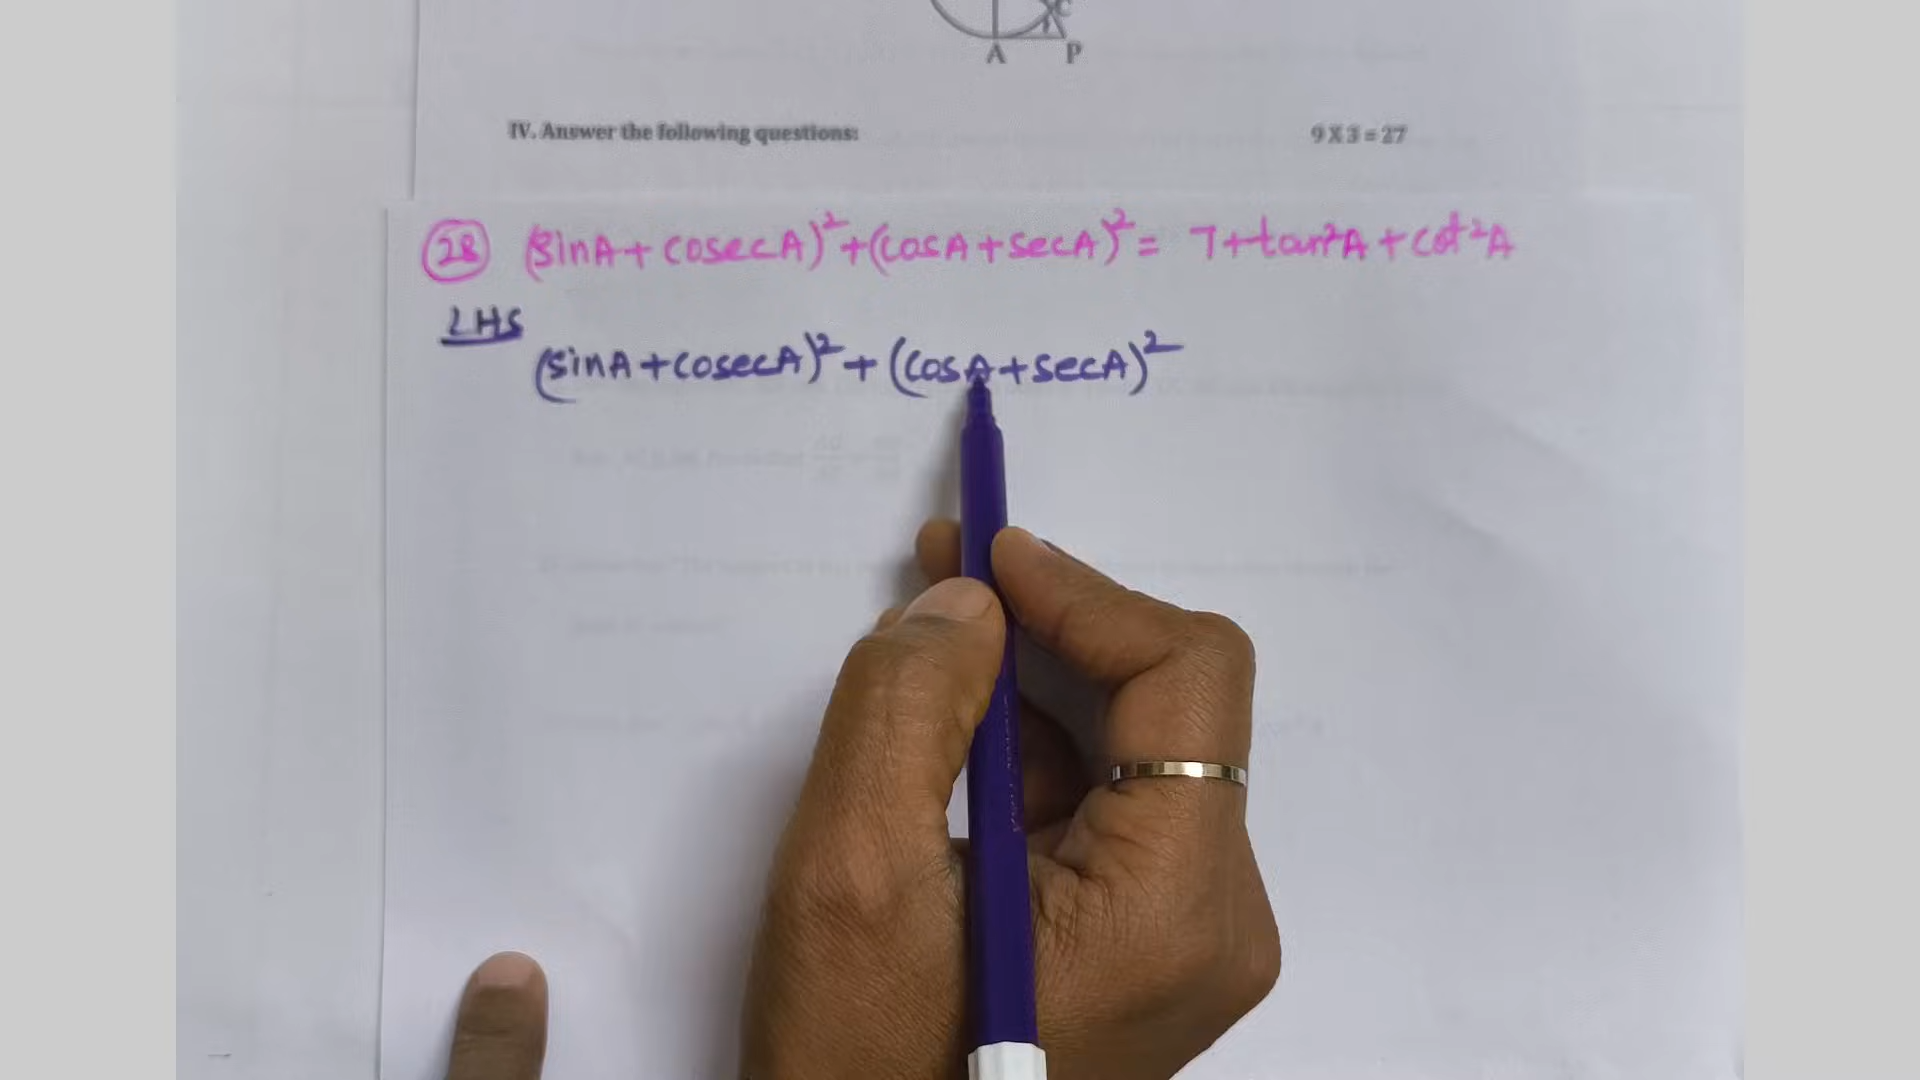 C
A P
IV. Answer the following questions: 9 X 3 = 27
28 (sinA + cosecA)² + (cosA + secA)² = 7 + tan²A + cot²A
LHS
(sinA + cosecA)² + (cosA + secA)²